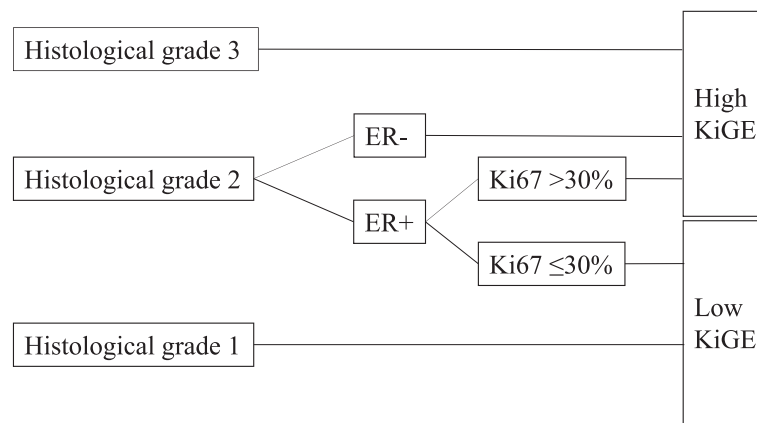 Histological grade 3
High
KiGE
ER-
Histological grade 2
Ki67 >30%
ER+
Ki67 ≤30%
Low
KiGE
Histological grade 1